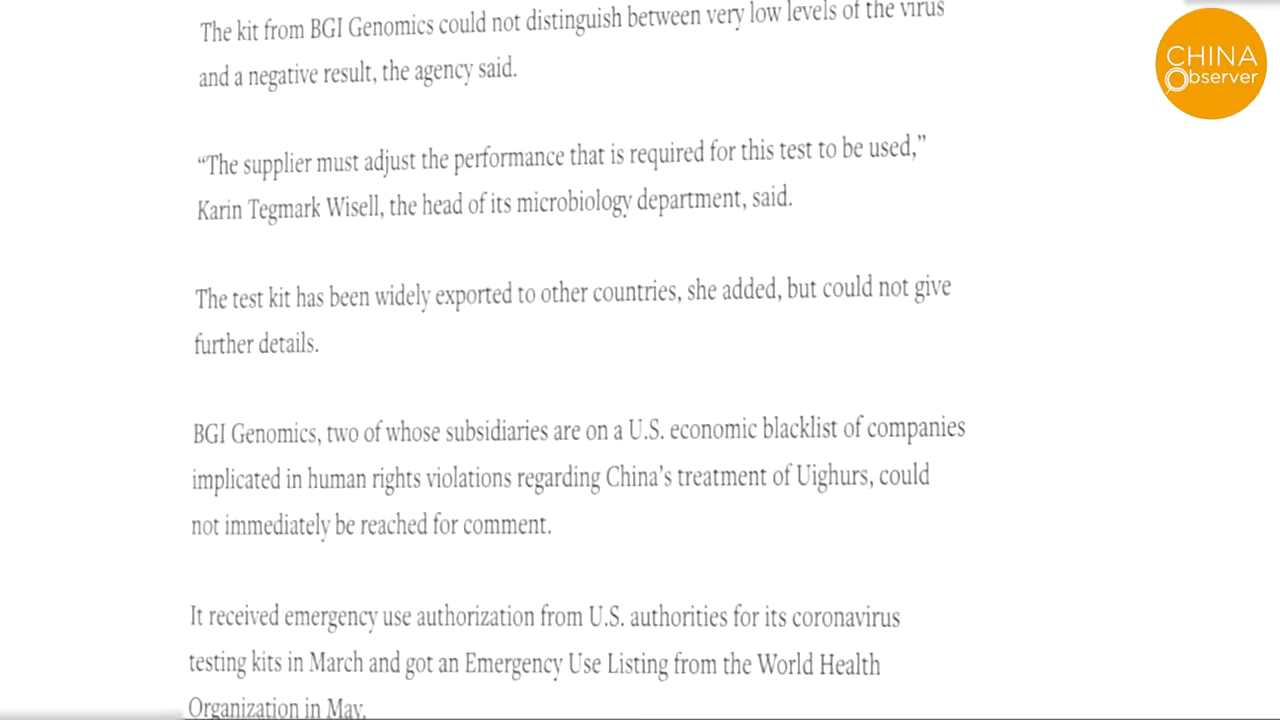 The kit from BGI Genomics could not distinguish between very low levels of the virus
and a negative result, the agency said.
“The supplier must adjust the performance that is required for this test to be used,”
Karin Tegmark Wisell, the head of its microbiology department, said.
The test kit has been widely exported to other countries, she added, but could not give
further details.
BGI Genomics, two of whose subsidiaries are on a U.S. economic blacklist of companies
implicated in human rights violations regarding China’s treatment of Uighurs, could
not immediately be reached for comment.
It received emergency use authorization from U.S. authorities for its coronavirus
testing kits in March and got an Emergency Use Listing from the World Health
Organization in May.
CHINA
Observer